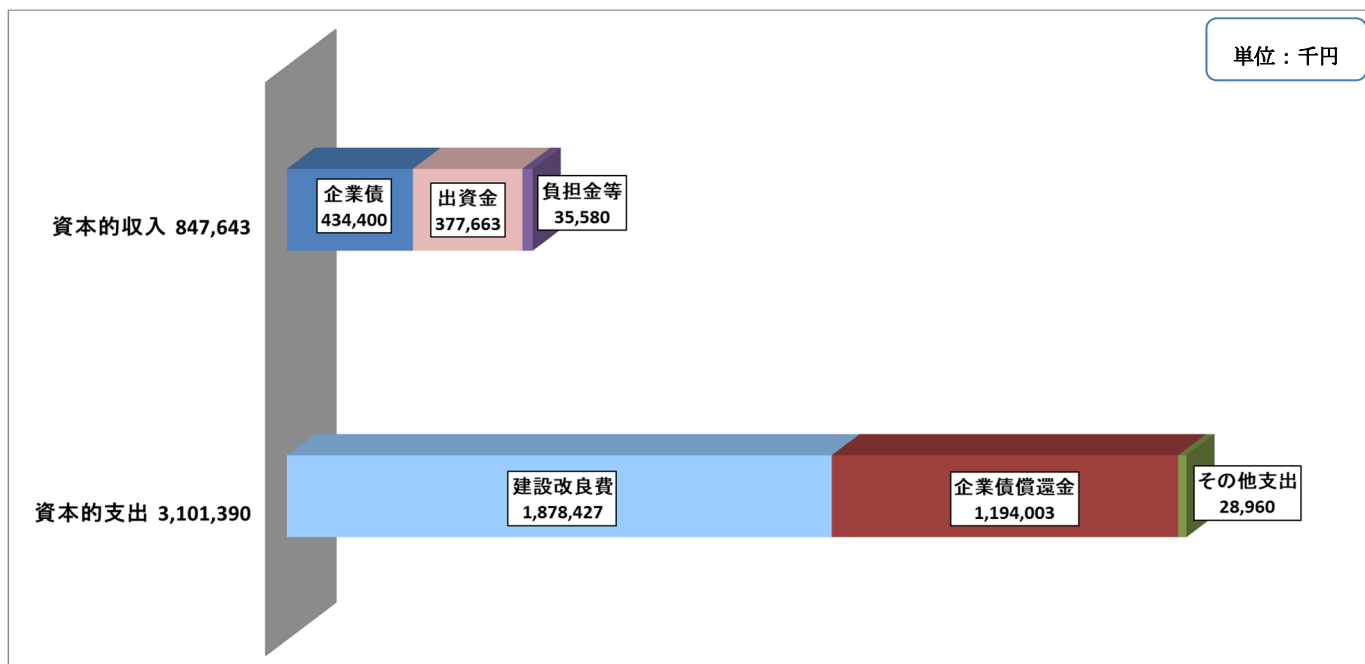 単位：千円
企業債
434,400
出資金
377,663
負担金等
35,580
資本的収入 847,643
建設改良費
1,878,427
企業債償還金
1,194,003
その他支出
28,960
資本的支出 3,101,390